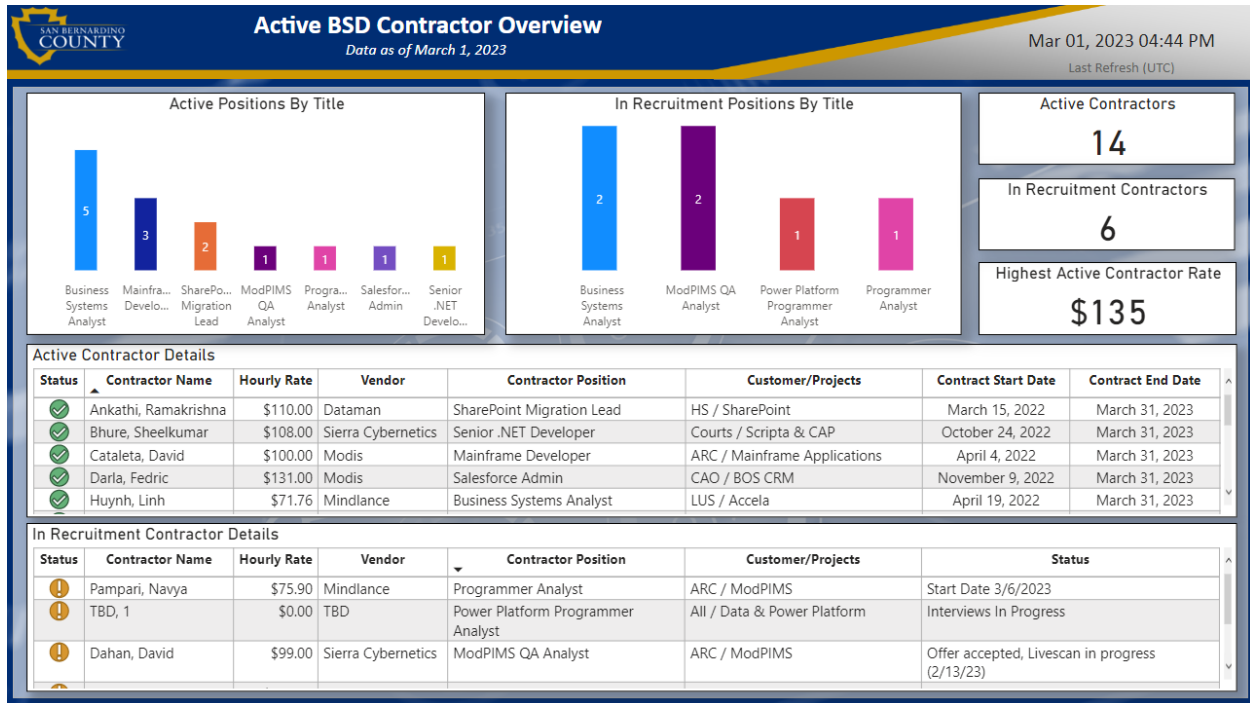 SAN BERNARDINO
COUNTY
Active BSD Contractor Overview
Data as of March 1, 2023
Mar 01, 2023 04:44 PM
Last Refresh (UTC)
Active Positions By Title
5
3
2
1
1
1
1
Business Systems Analyst
Mainfra... Develo...
SharePo... Migration Lead
ModPIMS QA Analyst
Progra... Analyst
Salesfor... Admin
Senior .NET Develo...
In Recruitment Positions By Title
2
2
1
1
Business Systems Analyst
ModPIMS QA Analyst
Power Platform Programmer Analyst
Programmer Analyst
Active Contractors
14
In Recruitment Contractors
6
Highest Active Contractor Rate
$135
Active Contractor Details
Status Contractor Name Hourly Rate Vendor Contractor Position Customer/Projects Contract Start Date Contract End Date
Ankathi, Ramakrishna $110.00 Dataman SharePoint Migration Lead HS / SharePoint March 15, 2022 March 31, 2023
Bhure, Sheelkumar $108.00 Sierra Cybernetics Senior .NET Developer Courts / Scripta & CAP October 24, 2022 March 31, 2023
Cataleta, David $100.00 Modis Mainframe Developer ARC / Mainframe Applications April 4, 2022 March 31, 2023
Darla, Fedric $131.00 Modis Salesforce Admin CAO / BOS CRM November 9, 2022 March 31, 2023
Huynh, Linh $71.76 Mindlance Business Systems Analyst LUS / Accela April 19, 2022 March 31, 2023
In Recruitment Contractor Details
Status Contractor Name Hourly Rate Vendor Contractor Position Customer/Projects Status
Pampari, Navya $75.90 Mindlance Programmer Analyst ARC / ModPIMS Start Date 3/6/2023
TBD, 1 $0.00 TBD Power Platform Programmer Analyst All / Data & Power Platform Interviews In Progress
Dahan, David $99.00 Sierra Cybernetics ModPIMS QA Analyst ARC / ModPIMS Offer accepted, Livescan in progress (2/13/23)